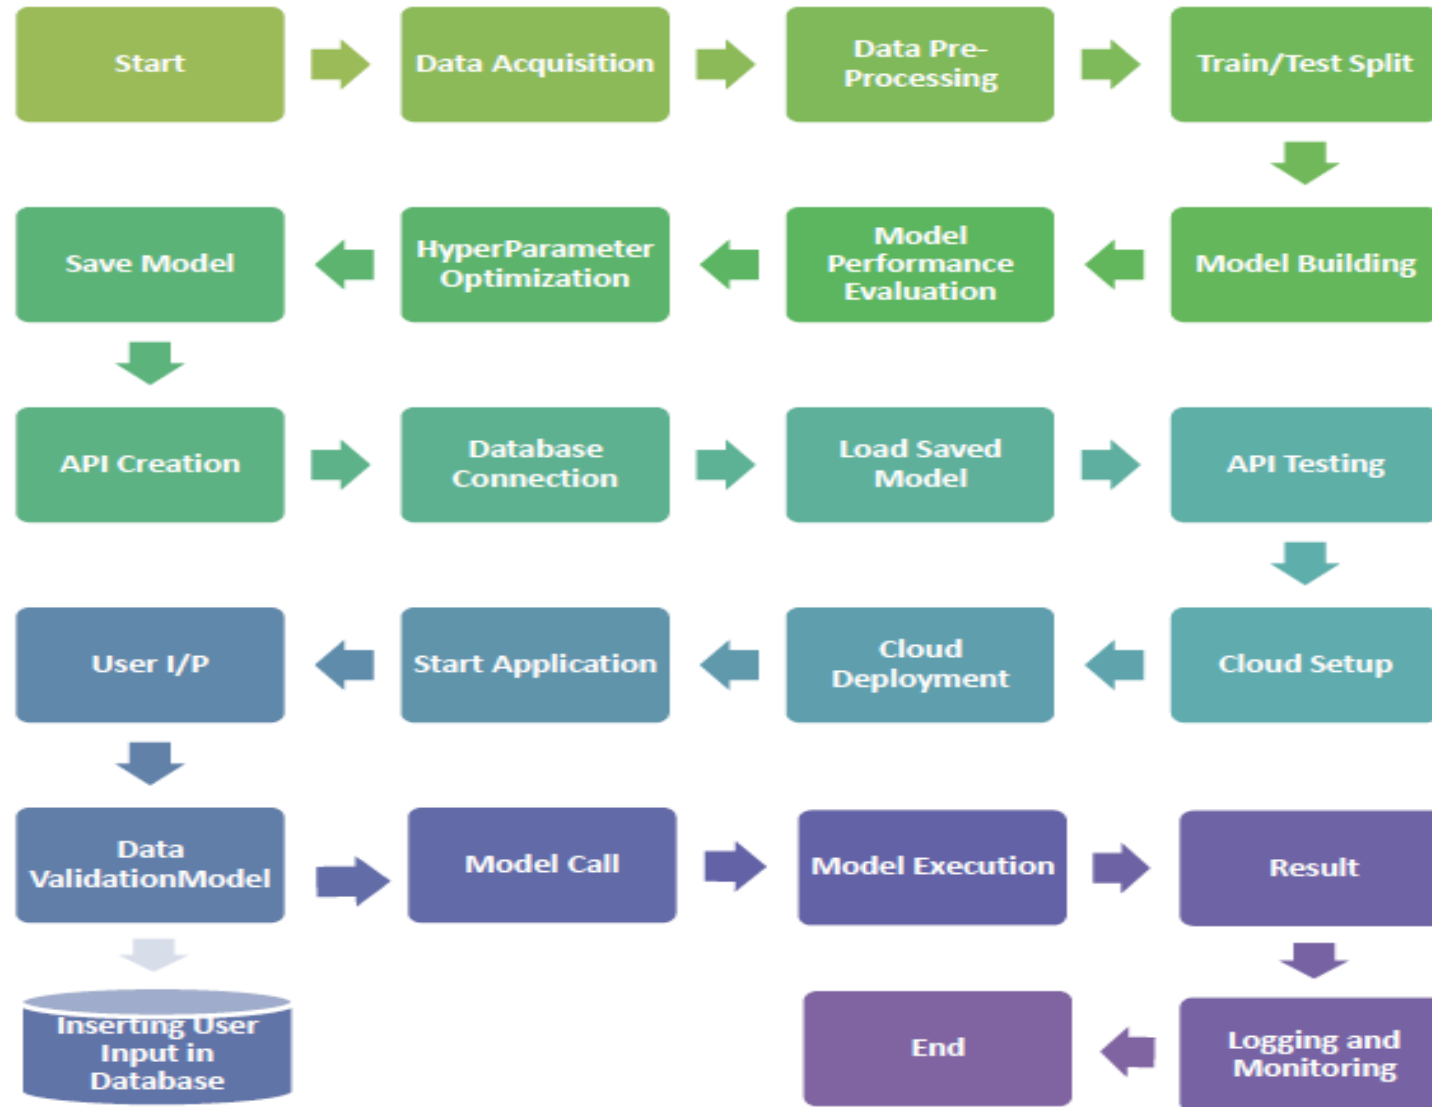 Start
Data Acquisition
Data Pre-
Processing
Train/Test Split
Save Model
HyperParameter
Optimization
Model
Performance
Evaluation
Model Building
API Creation
Database
Connection
Load Saved
Model
API Testing
User I/P
Start Application
Cloud
Deployment
Cloud Setup
Data
ValidationModel
Model Call
Model Execution
Result
Inserting User
Input in
Database
End
Logging and
Monitoring